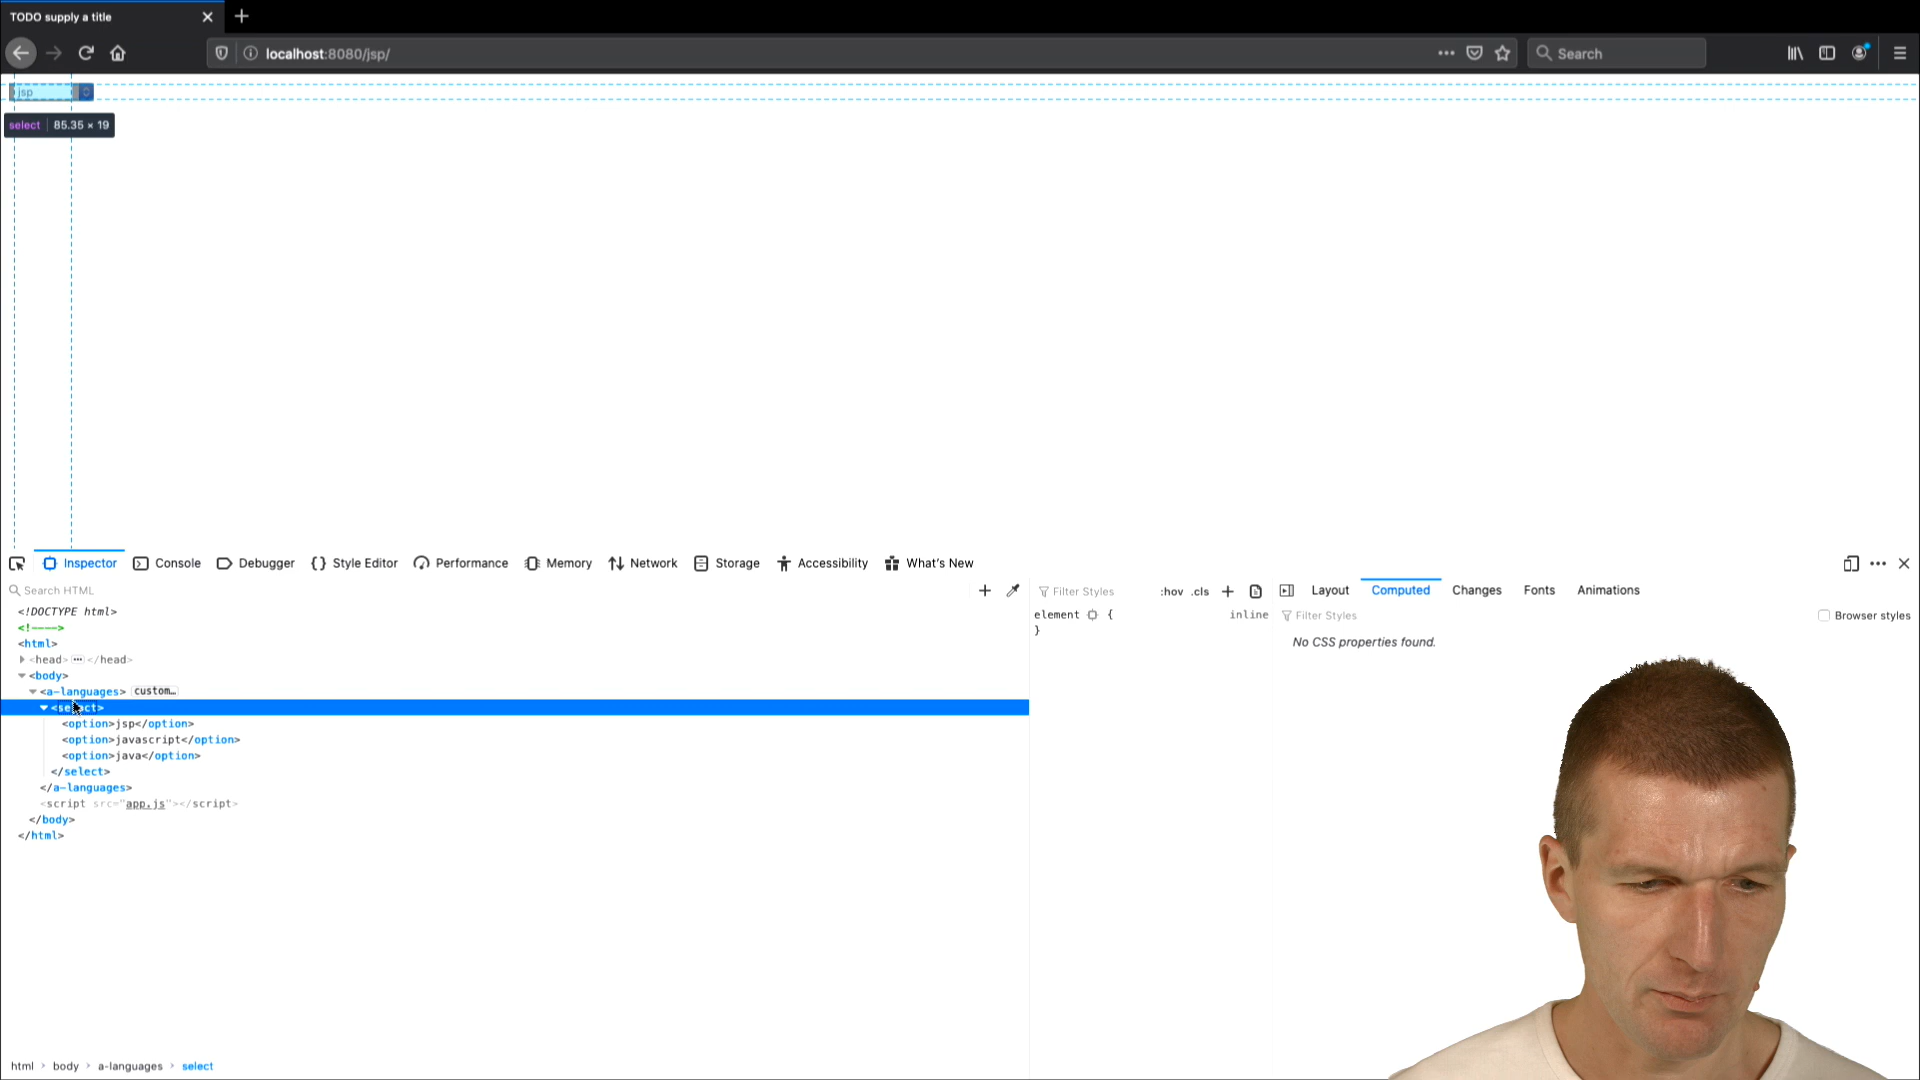 TODO supply a title
localhost:8080/jsp/
Search
jsp
select 85.35 × 19
Inspector Console Debugger Style Editor Performance Memory Network Storage Accessibility What's New
Search HTML
<!DOCTYPE html>
<!---->
<html>
<head> ••• </head>
<body>
<a-languages> custom…
<select>
<option>jsp</option>
<option>javascript</option>
<option>java</option>
</select>
</a-languages>
<script src="app.js"></script>
</body>
</html>
html › body › a-languages › select
Filter Styles :hov .cls +
element { inline
}
Layout Computed Changes Fonts Animations
Filter Styles Browser styles
No CSS properties found.